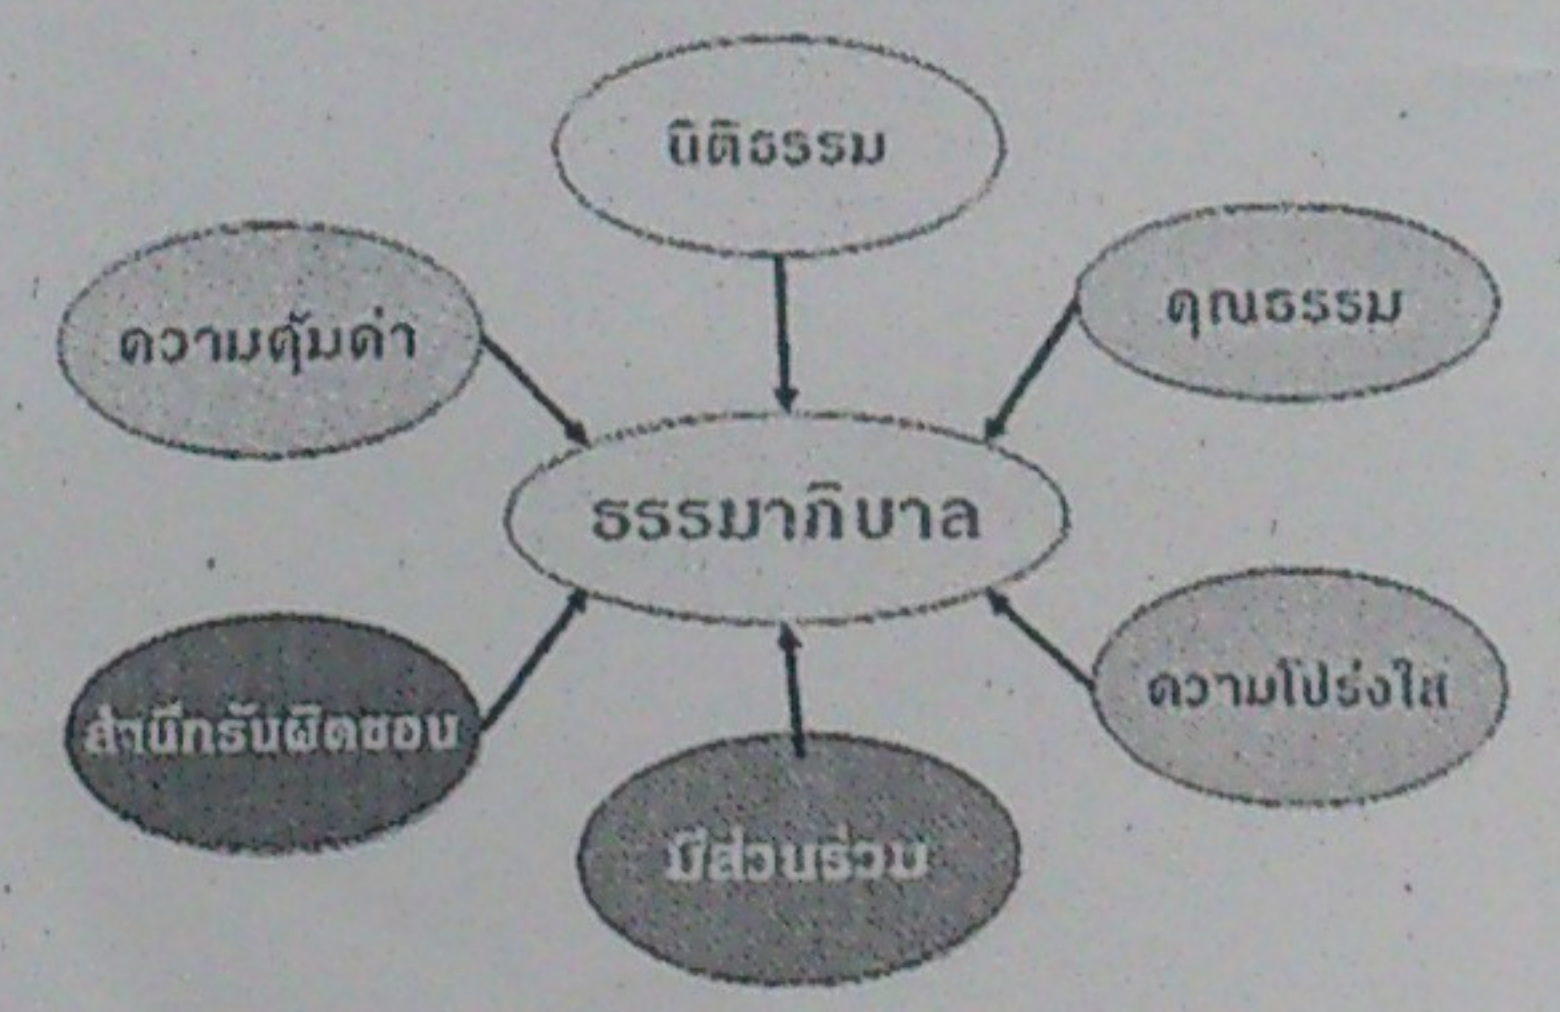 นิติธรรม
คุณธรรม
ความคุ้มค่า
ธรรมาภิบาล
ความโปร่งใส
สำนึกรับผิดชอบ
มีส่วนร่วม